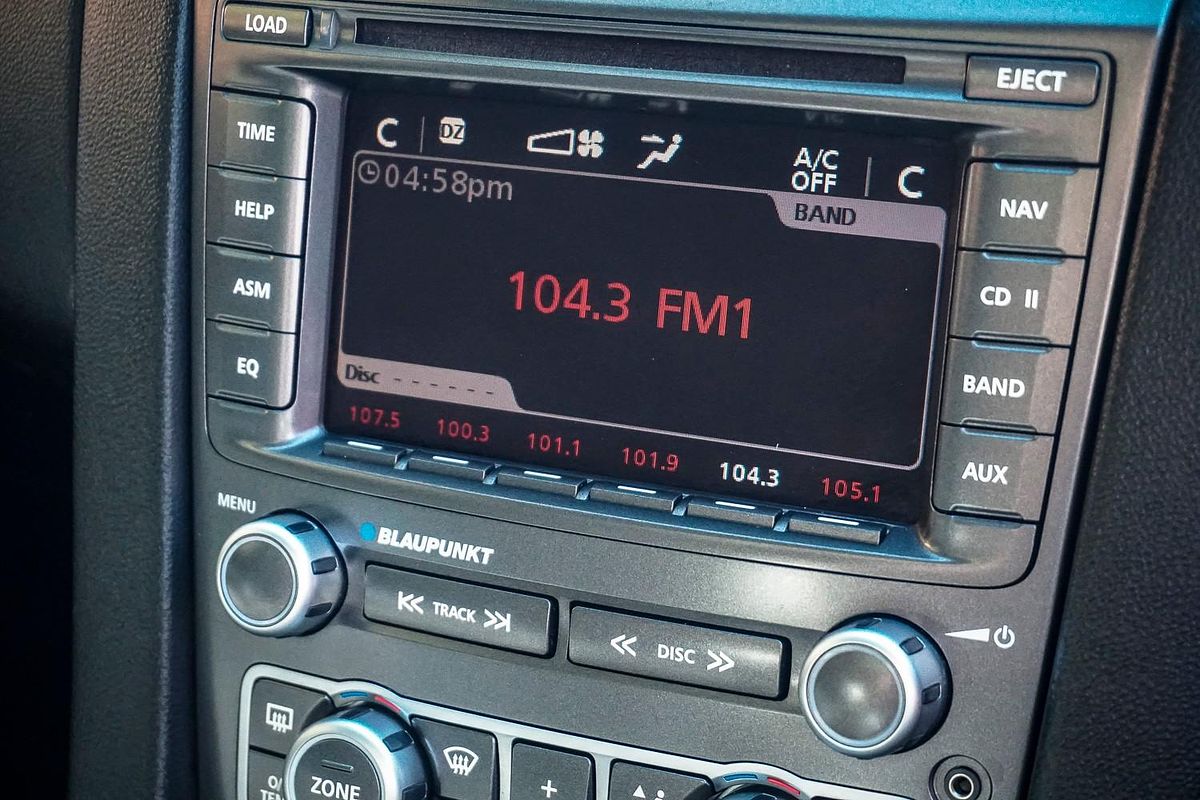 LOAD
EJECT
TIME
HELP
ASM
EQ
C
DZ
A/C
OFF
C
04:58pm
BAND
104.3 FM1
Disc - - - - - -
107.5 100.3 101.1 101.9 104.3 105.1
NAV
CD II
BAND
AUX
MENU
BLAUPUNKT
TRACK
DISC
ZONE
+